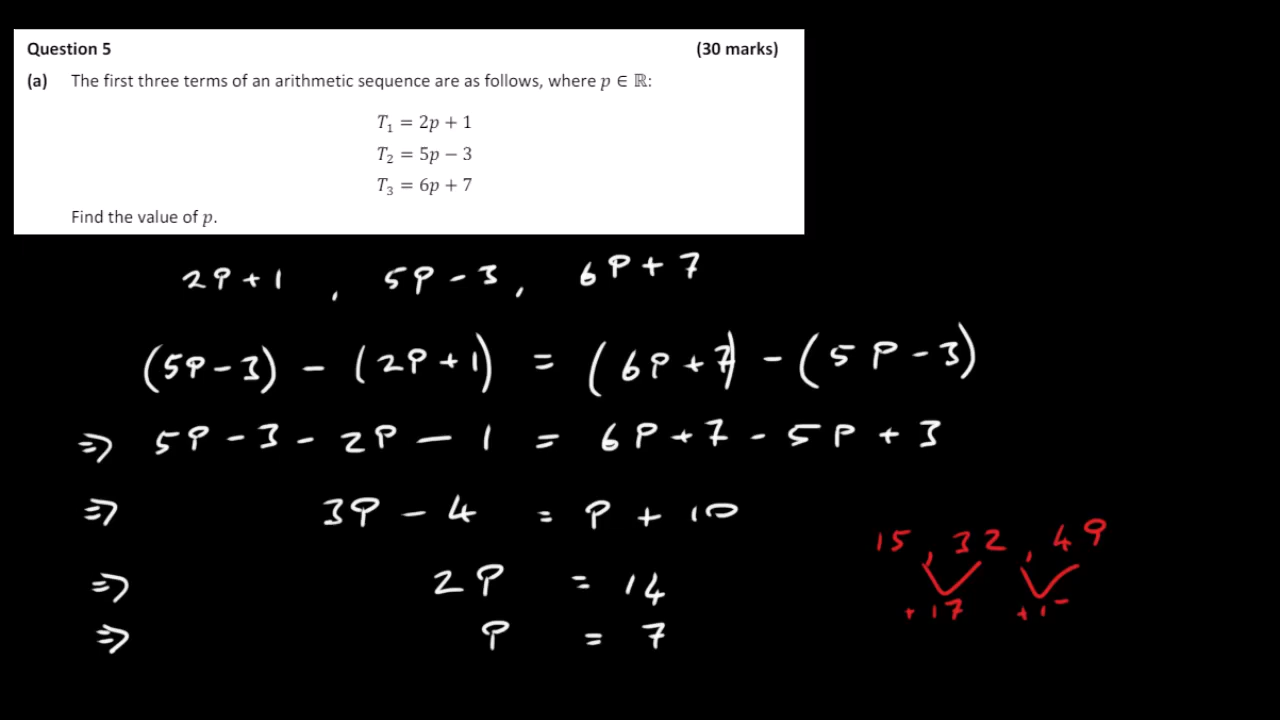 Question 5 (30 marks)
(a) The first three terms of an arithmetic sequence are as follows, where p ∈ ℝ:
T₁ = 2p + 1
T₂ = 5p − 3
T₃ = 6p + 7
Find the value of p.
2P + 1 , 5P - 3 , 6P + 7
(5P - 3) - (2P + 1) = (6P + 7) - (5P - 3)
=> 5P - 3 - 2P - 1 = 6P + 7 - 5P + 3
=> 3P - 4 = P + 10
=> 2P = 14
=> P = 7
15 , 32 , 49
+17 +1